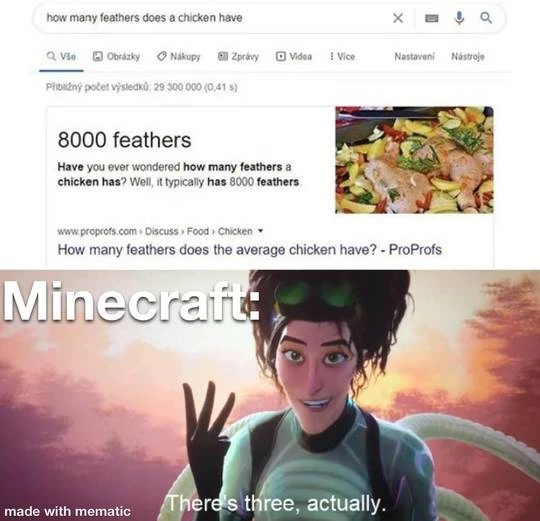 how many feathers does a chicken have
Vše Obrázky Nákupy Zprávy Videa Více Nastavení Nástroje
Přibližný počet výsledků: 29 300 000 (0,41 s)
8000 feathers
Have you ever wondered how many feathers a
chicken has? Well, it typically has 8000 feathers.
www.proprofs.com › Discuss › Food › Chicken
How many feathers does the average chicken have? - ProProfs
Minecraft:
There's three, actually.
made with mematic